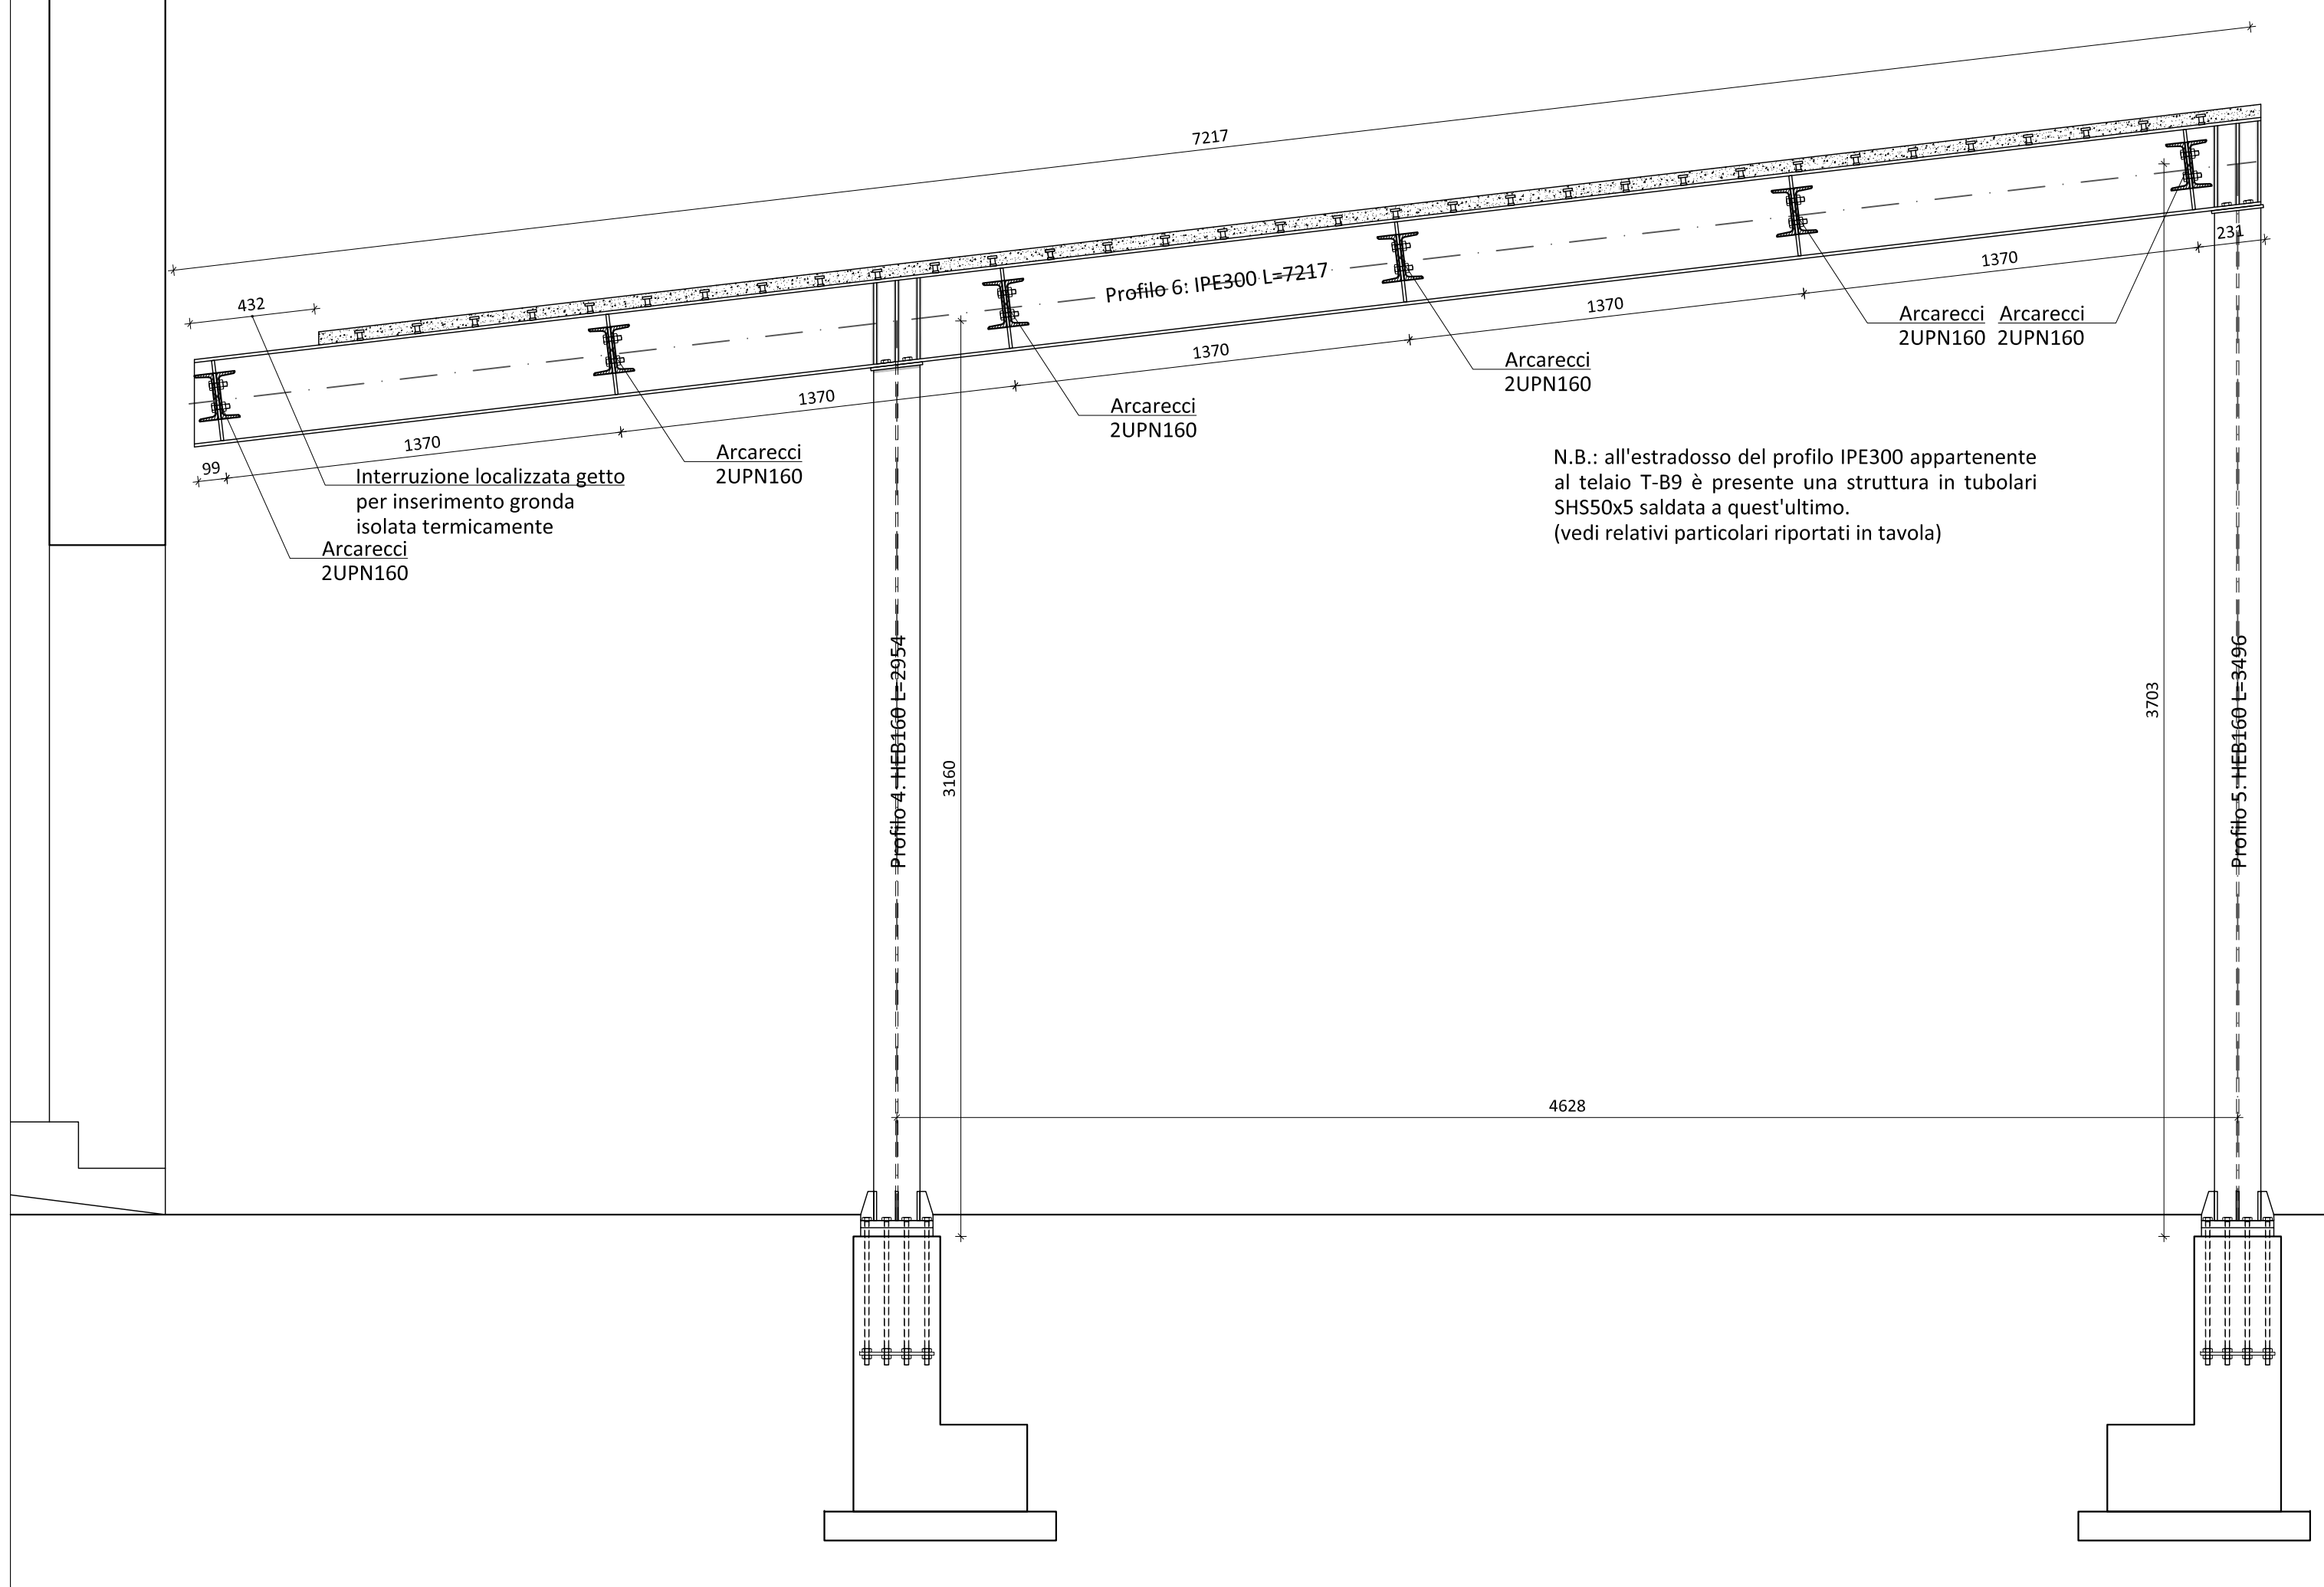 7217
432
Profilo 6: IPE300 L=7217
231
1370
1370
1370
1370
1370
99
Arcarecci
2UPN160
Arcarecci
2UPN160
Arcarecci
2UPN160
Arcarecci
2UPN160
Arcarecci
2UPN160
Interruzione localizzata getto
per inserimento gronda
isolata termicamente
Arcarecci
2UPN160
N.B.: all'estradosso del profilo IPE300 appartenente
al telaio T-B9 è presente una struttura in tubolari
SHS50x5 saldata a quest'ultimo.
(vedi relativi particolari riportati in tavola)
Profilo 4: HEB160 L=2954
3160
3703
Profilo 5: HEB160 L=3496
4628